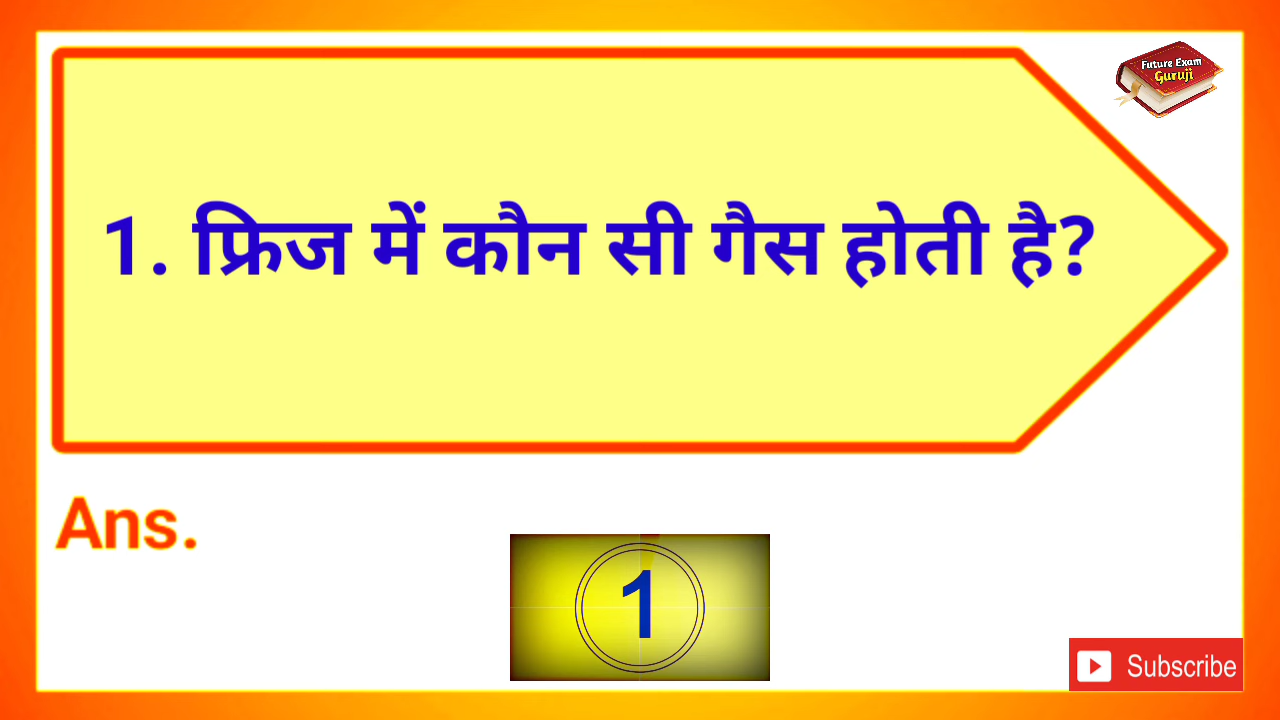 Future Exam
Guruji
1. फ्रिज में कौन सी गैस होती है?
Ans.
1
Subscribe